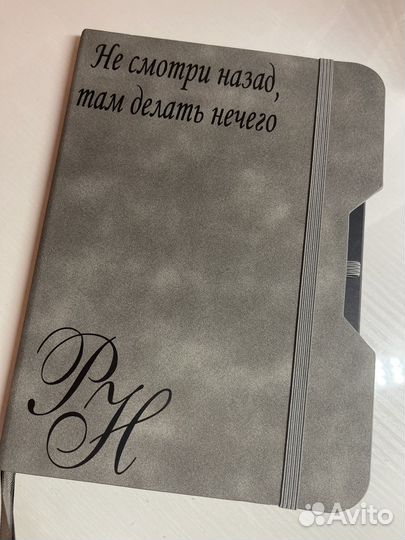 Не смотри назад,
там делать нечего
РН
Avito